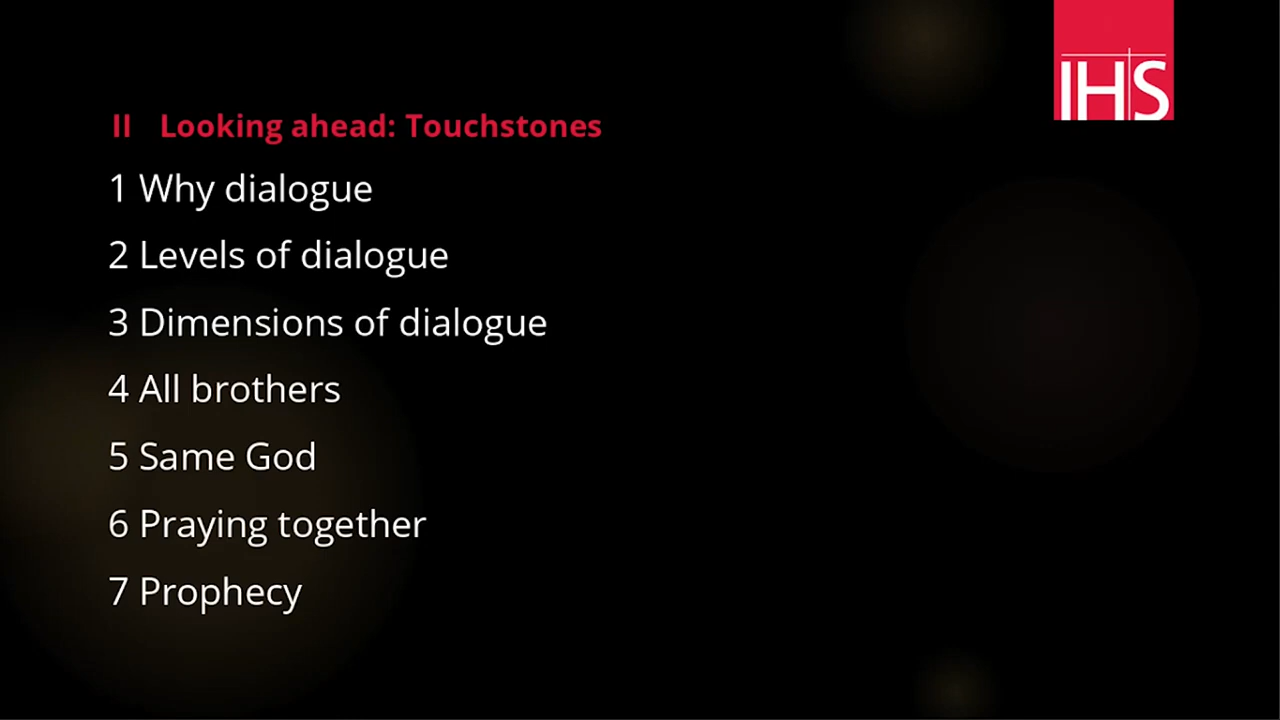 IHS
II Looking ahead: Touchstones
1 Why dialogue
2 Levels of dialogue
3 Dimensions of dialogue
4 All brothers
5 Same God
6 Praying together
7 Prophecy